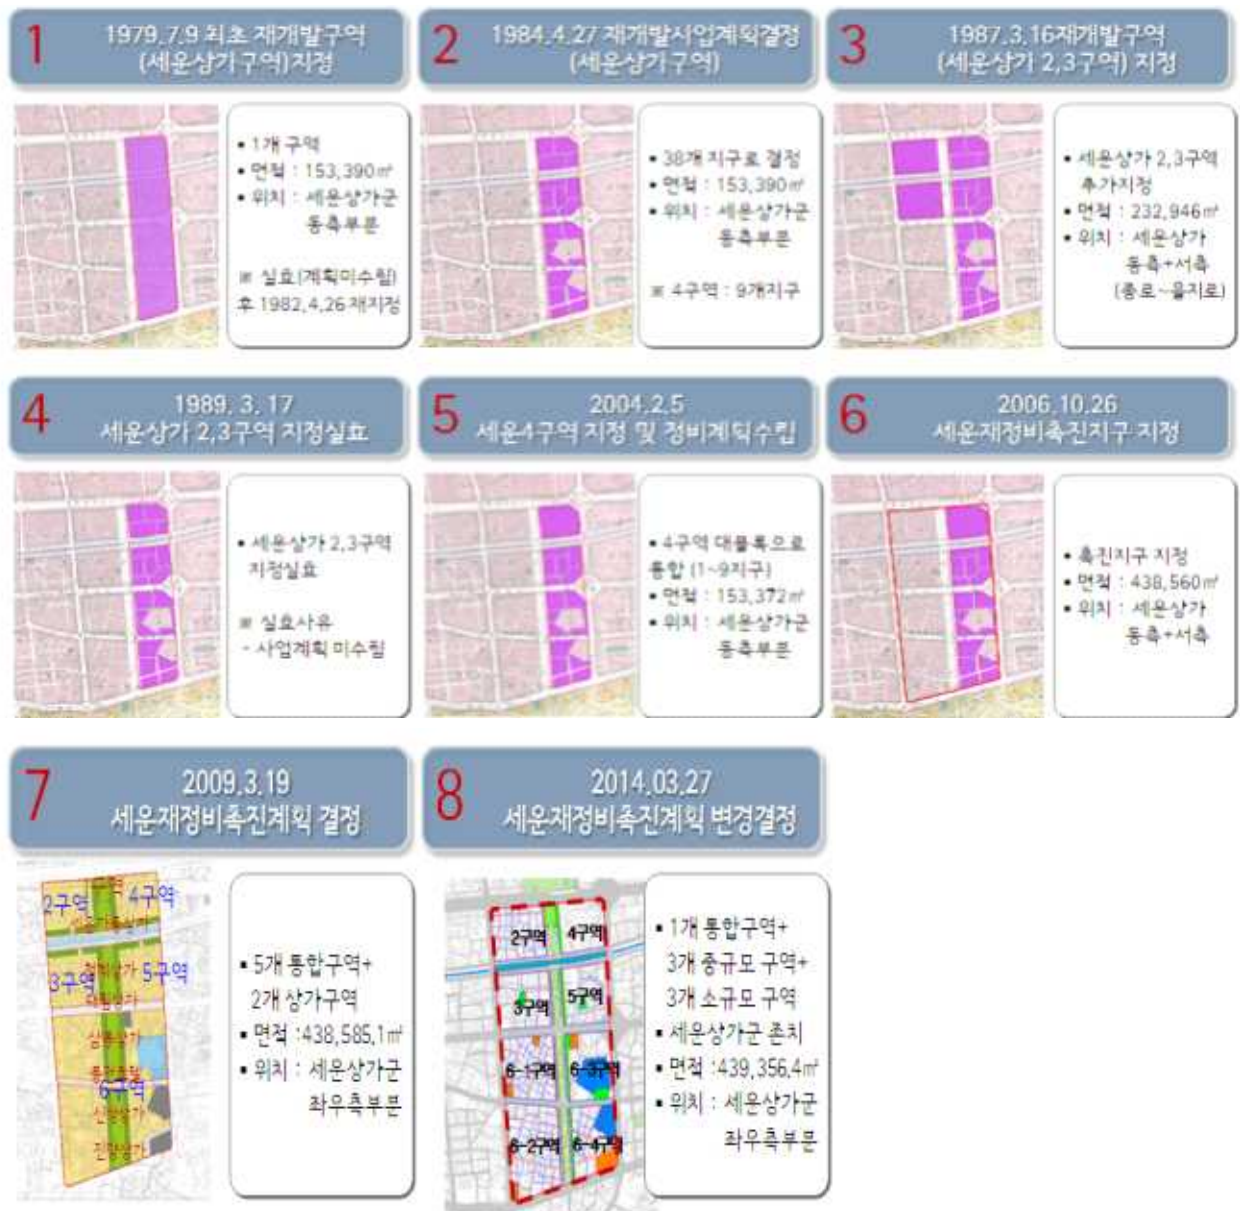 1
1979.7.9 최초 재개발구역
(세운상가구역)지정
▪ 1개 구역
▪ 면적 : 153,390㎡
▪ 위치 : 세운상가군
동측부분
※ 실효(계획미수립)
후 1982.4.26 재지정
2
1984.4.27 재개발사업계획결정
(세운상가구역)
▪ 38개 지구로 결정
▪ 면적 : 153,390㎡
▪ 위치 : 세운상가군
동측부분
※ 4구역 : 9개지구
3
1987.3.16재개발구역
(세운상가 2,3구역) 지정
▪ 세운상가 2,3구역
추가지정
▪ 면적 : 232,946㎡
▪ 위치 : 세운상가
동측+서측
(종로~을지로)
4
1989. 3. 17
세운상가 2,3구역 지정실효
▪ 세운상가 2,3구역
지정실효
※ 실효사유
- 사업계획 미수립
5
2004.2.5
세운4구역 지정 및 정비계획수립
▪ 4구역 대블록으로
통합 (1~9지구)
▪ 면적 : 153,372㎡
▪ 위치 : 세운상가군
동측부분
6
2006.10.26
세운재정비촉진지구 지정
▪ 촉진지구 지정
▪ 면적 : 438,560㎡
▪ 위치 : 세운상가
동측+서측
7
2009.3.19
세운재정비촉진계획 결정
2구역
4구역
3구역
5구역
6구역
▪ 5개 통합구역+
2개 상가구역
▪ 면적 :438,585.1㎡
▪ 위치 : 세운상가군
좌우측부분
8
2014.03.27
세운재정비촉진계획 변경결정
2구역
4구역
3구역
5구역
6-1구역
6-3구역
6-2구역
6-4구역
▪ 1개 통합구역+
3개 중규모 구역+
3개 소규모 구역
▪ 세운상가군 존치
▪ 면적 :439,356.4㎡
▪ 위치 : 세운상가군
좌우측부분